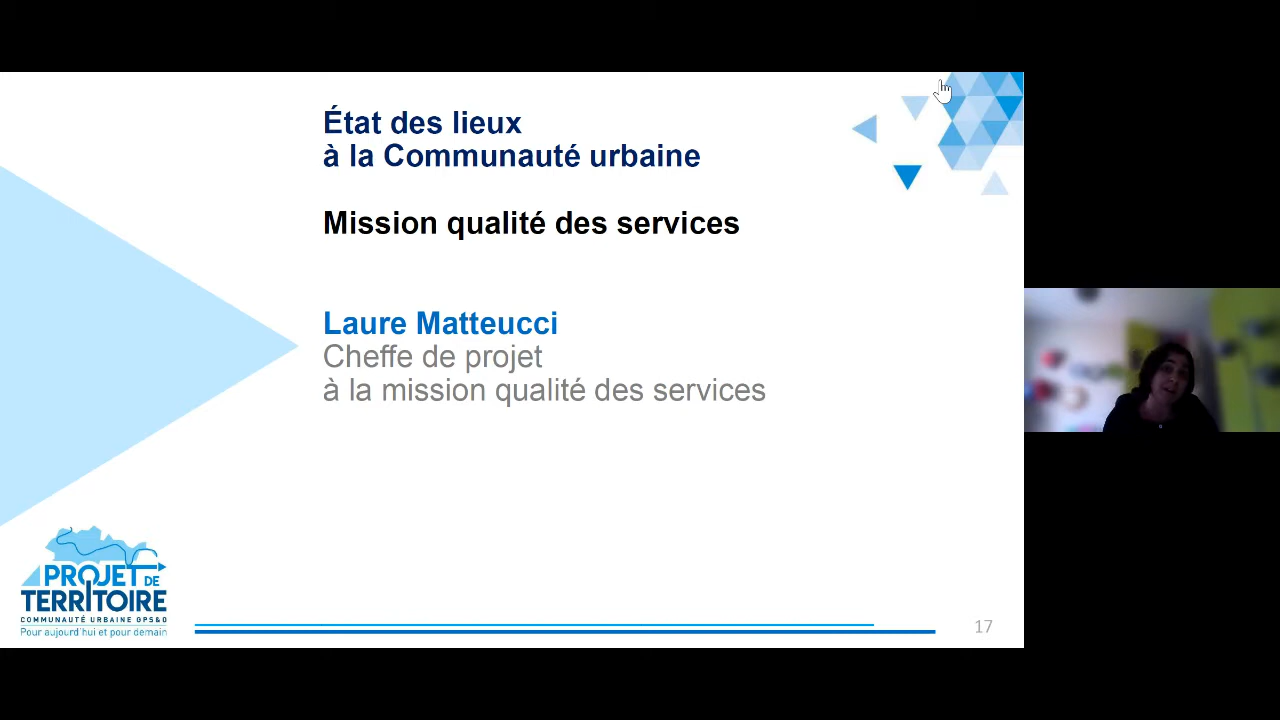 État des lieux
à la Communauté urbaine
Mission qualité des services
Laure Matteucci
Cheffe de projet
à la mission qualité des services
PROJET DE
TERRITOIRE
COMMUNAUTÉ URBAINE GPS&O
Pour aujourd'hui et pour demain
17